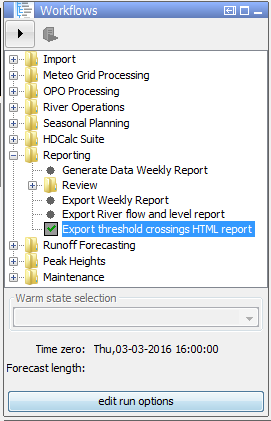 Workflows
Import
Meteo Grid Processing
OPO Processing
River Operations
Seasonal Planning
HDCalc Suite
Reporting
Generate Data Weekly Report
Review
Export Weekly Report
Export River flow and level report
Export threshold crossings HTML report
Runoff Forecasting
Peak Heights
Maintenance
Warm state selection
Time zero: Thu,03-03-2016 16:00:00
Forecast length:
edit run options